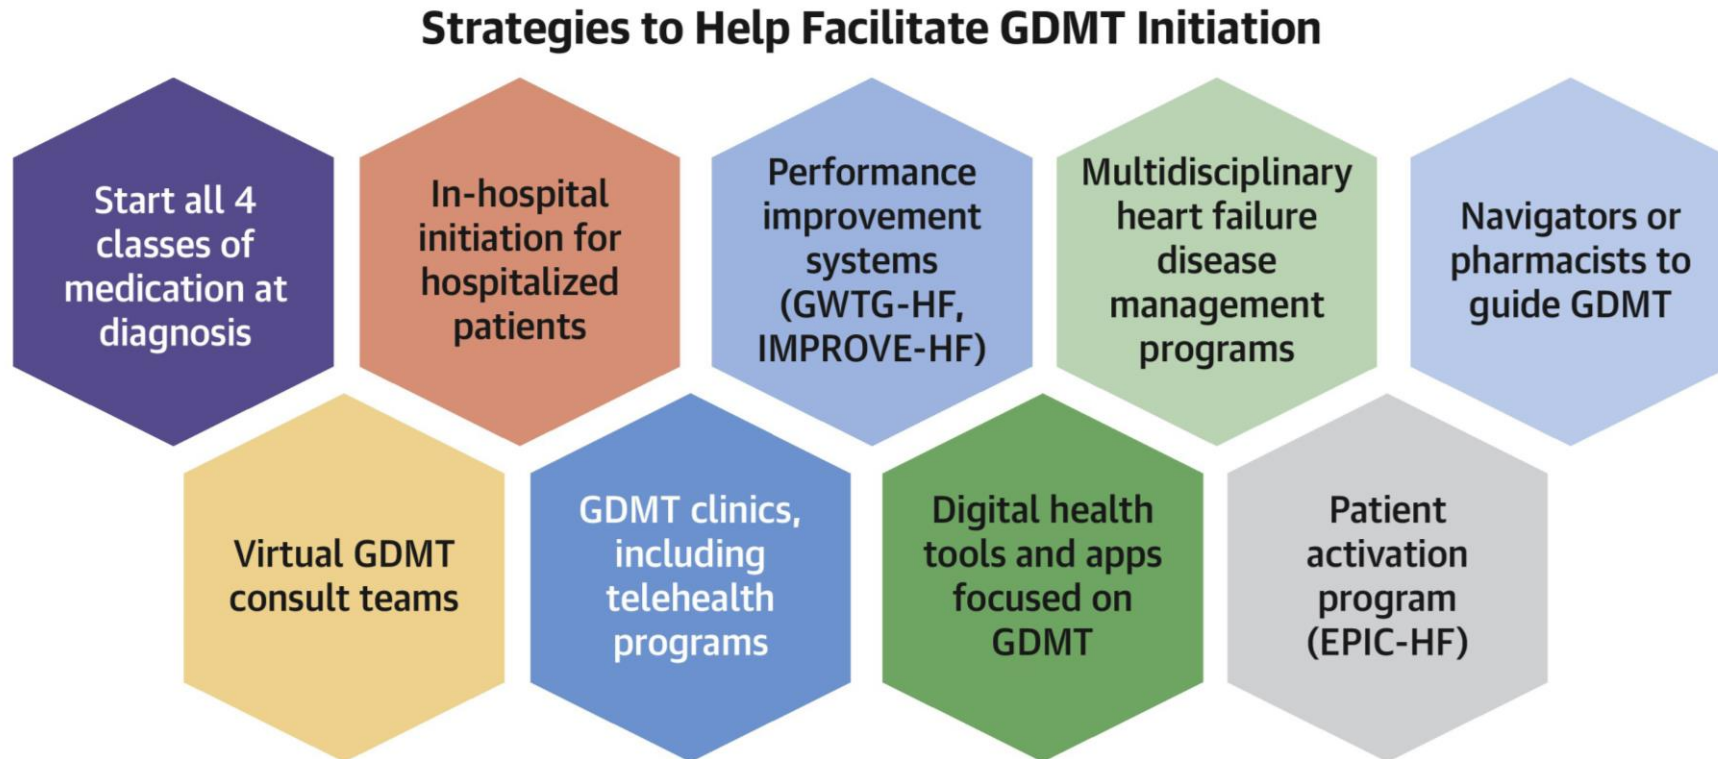 Strategies to Help Facilitate GDMT Initiation
Start all 4
classes of
medication at
diagnosis
In-hospital
initiation for
hospitalized
patients
Performance
improvement
systems
(GWTG-HF,
IMPROVE-HF)
Multidisciplinary
heart failure
disease
management
programs
Navigators or
pharmacists to
guide GDMT
Virtual GDMT
consult teams
GDMT clinics,
including
telehealth
programs
Digital health
tools and apps
focused on
GDMT
Patient
activation
program
(EPIC-HF)